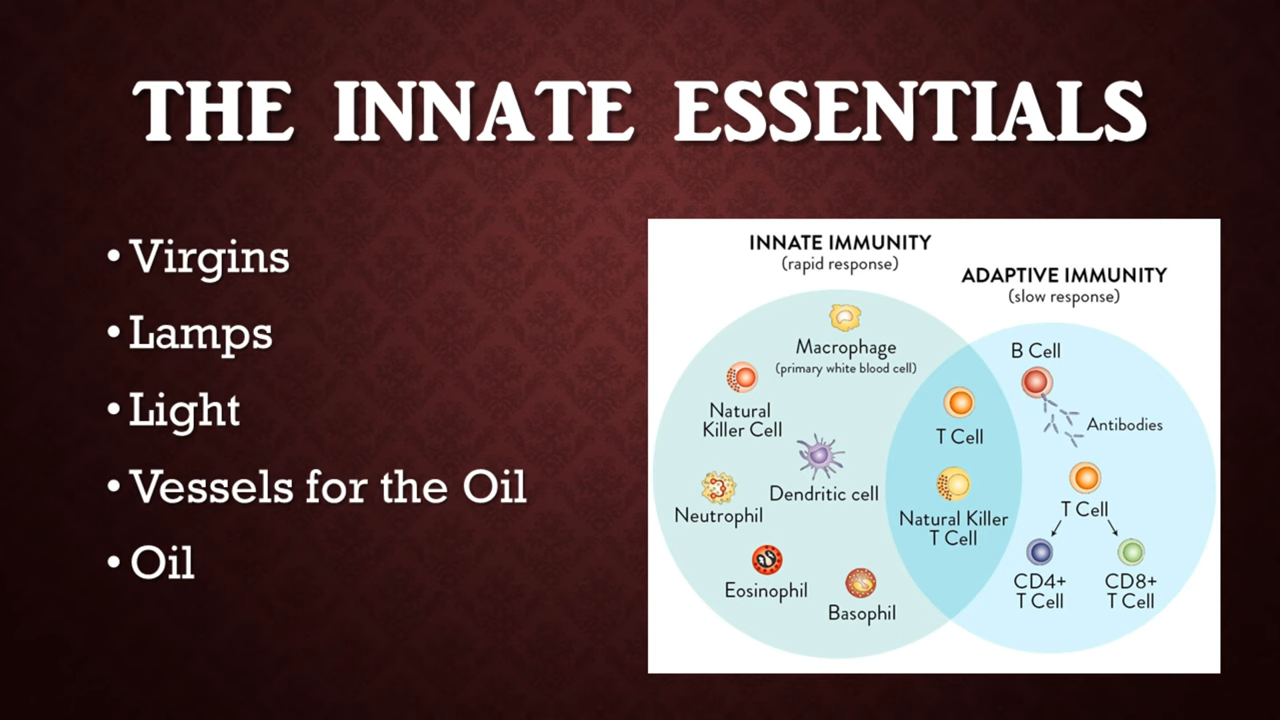 THE INNATE ESSENTIALS
• Virgins
• Lamps
• Light
• Vessels for the Oil
• Oil
INNATE IMMUNITY
(rapid response)
ADAPTIVE IMMUNITY
(slow response)
Macrophage
(primary white blood cell)
Natural
Killer Cell
Dendritic cell
Neutrophil
Eosinophil
Basophil
T Cell
Natural Killer
T Cell
B Cell
Antibodies
T Cell
CD4+
T Cell
CD8+
T Cell